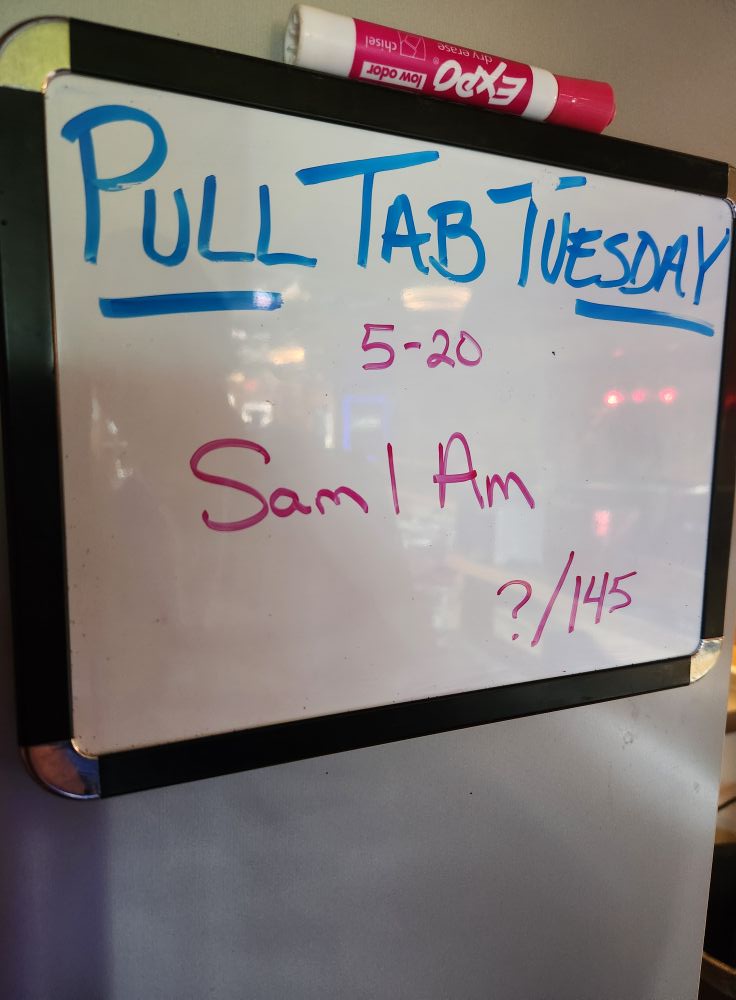 EXPO®
low odor
dry erase
chisel
PULL TAB TUESDAY
5-20
Sam I Am
?/145